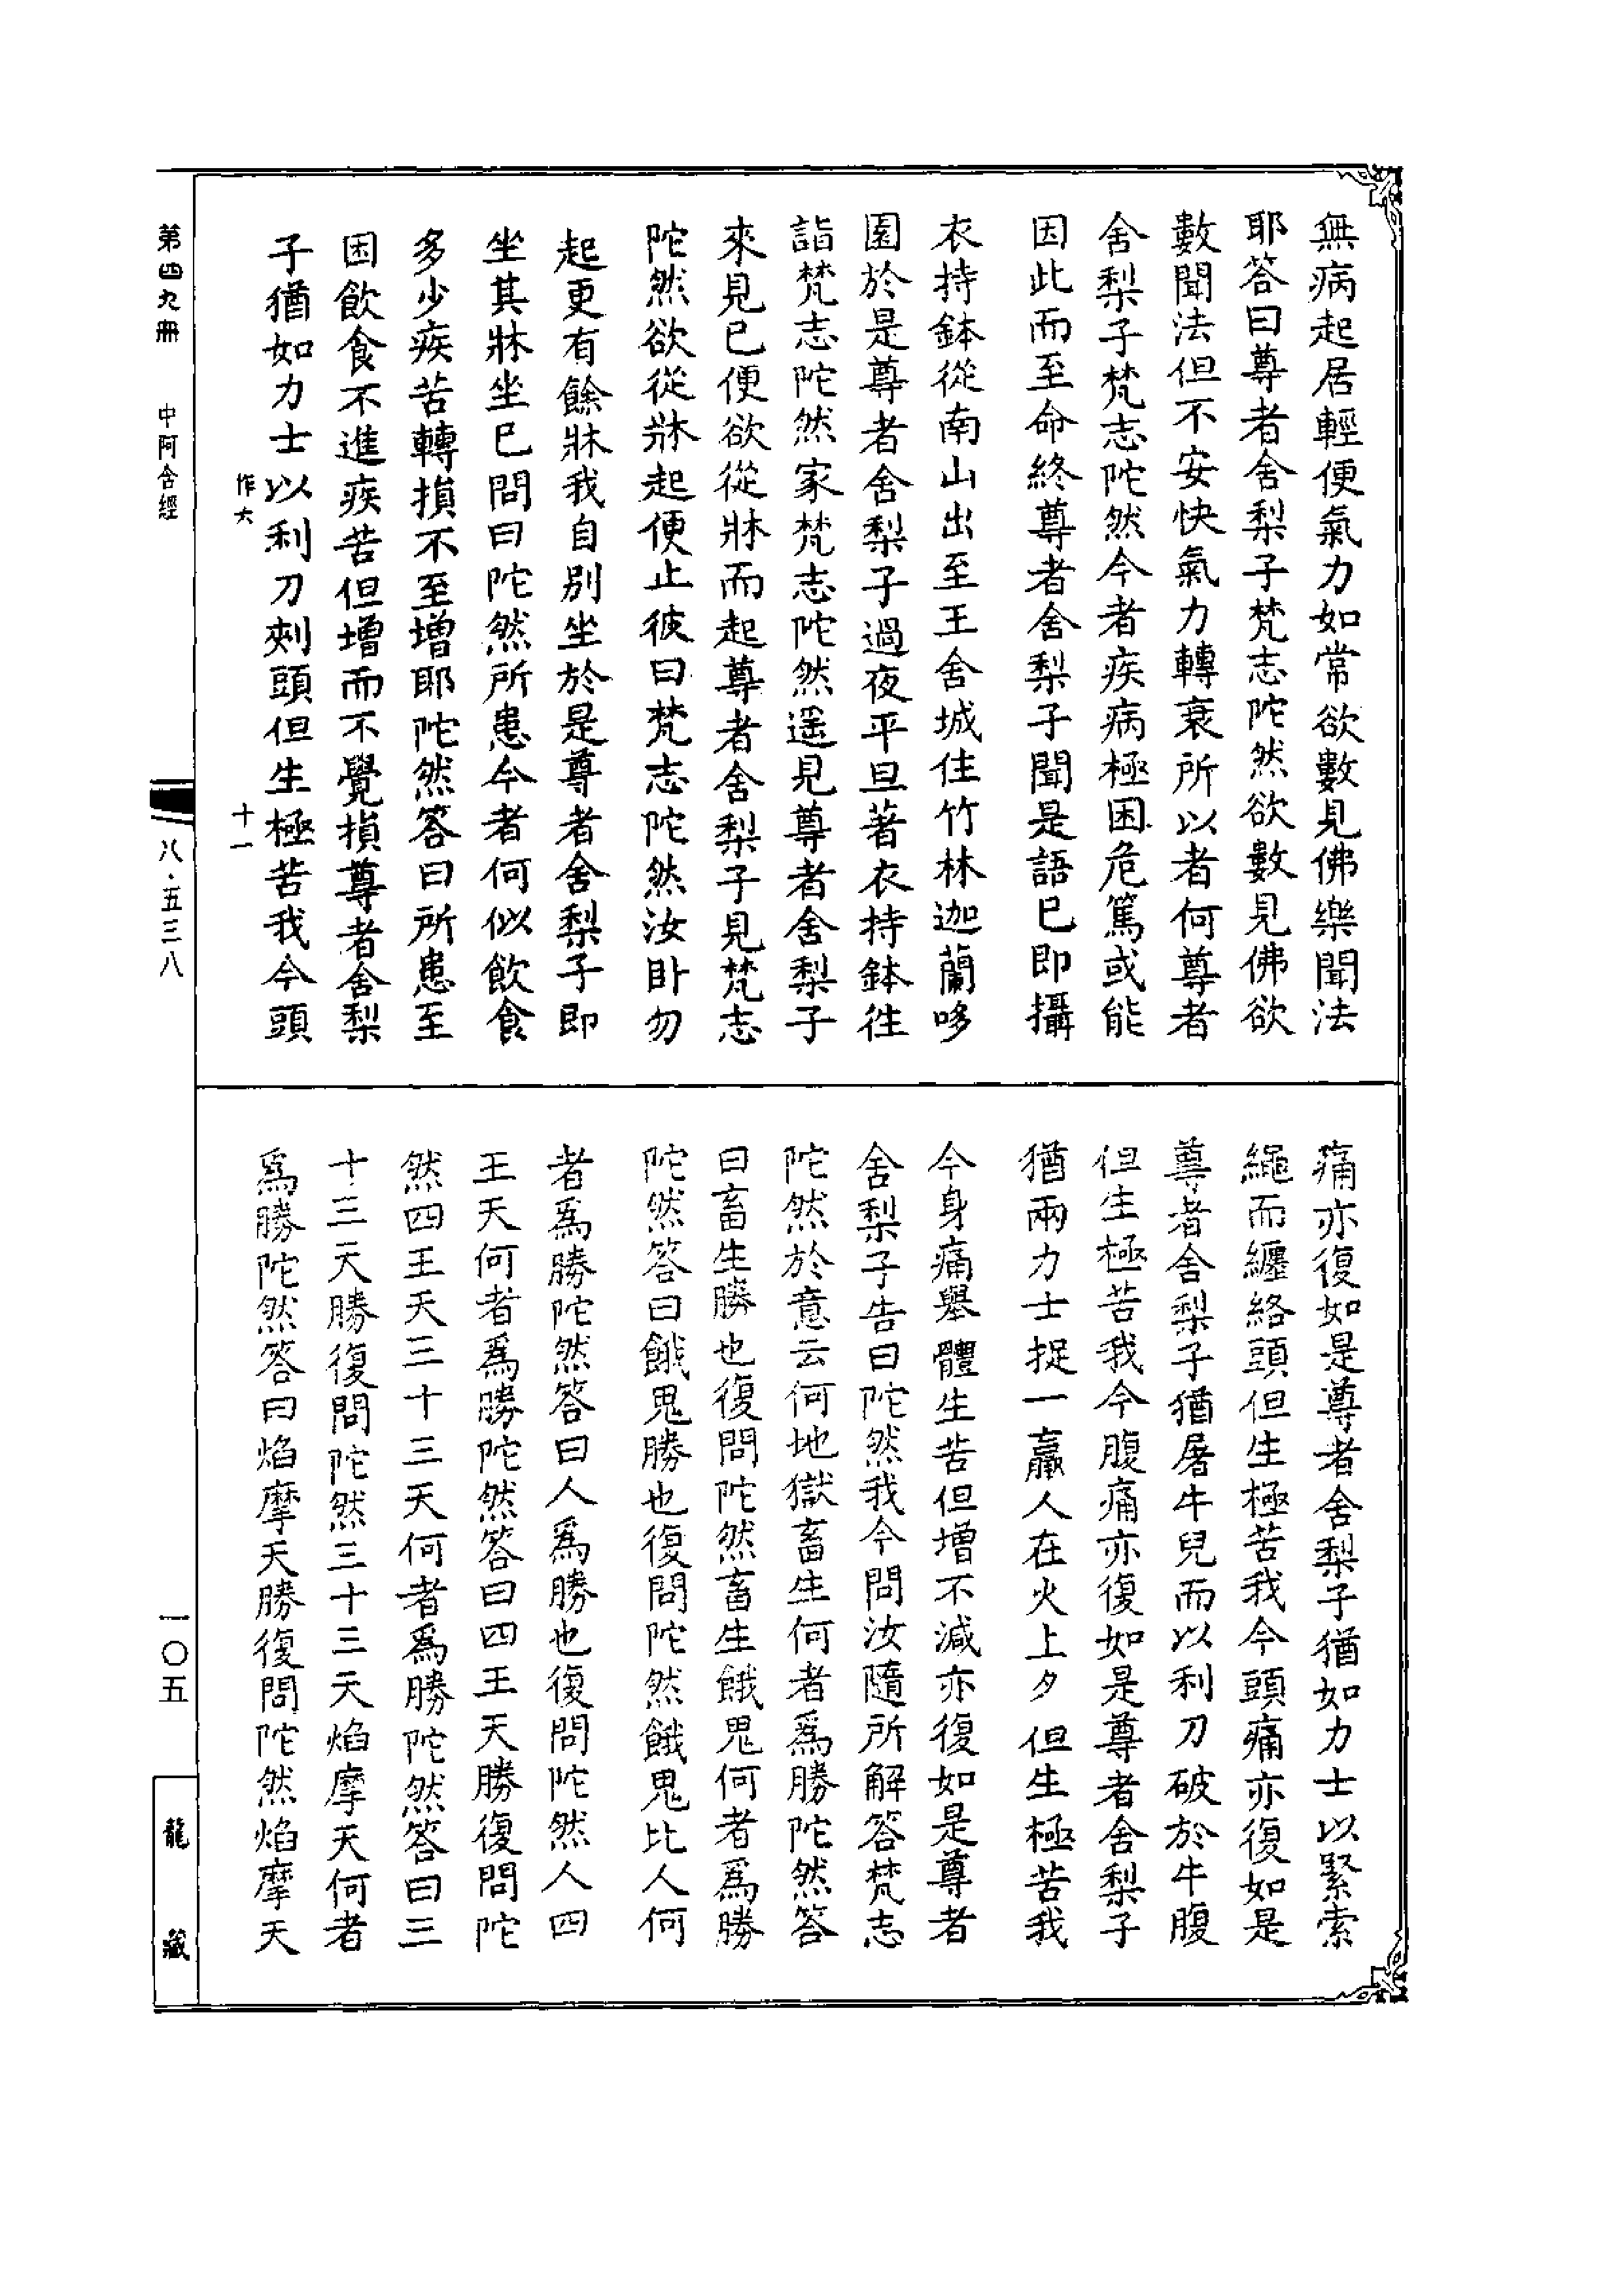 無病起居輕便氣力如常欲數見佛樂聞法
耶答曰尊者舍梨子梵志陀然欲數見佛欲
數聞法但不安快氣力轉衰所以者何尊者
舍梨子梵志陀然今者疾病極困危篤或能
因此而至命終尊者舍梨子聞是語已即攝
衣持鉢從南山出至王舍城住竹林迦蘭哆
園於是尊者舍梨子過夜平旦著衣持鉢往
詣梵志陀然家梵志陀然遥見尊者舍梨子
來見已便欲從牀而起尊者舍梨子見梵志
陀然欲從牀起便止彼曰梵志陀然汝卧勿
起更有餘牀我自別坐於是尊者舍梨子即
坐其牀坐已問曰陀然所患今者何似飲食
多少疾苦轉損不至增耶陀然答曰所患至
困飲食不進疾苦但增而不覺損尊者舍梨
子猶如力士以利刀刾頭但生極苦我今頭
作六
十一
痛亦復如是尊者舍梨子猶如力士以緊索
繩而纏絡頭但生極苦我今頭痛亦復如是
尊者舍梨子猶屠牛兒而以利刀破於牛腹
但生極苦我今腹痛亦復如是尊者舍梨子
猶兩力士捉一羸人在火上夕但生極苦我
今身痛舉體生苦但增不減亦復如是尊者
舍梨子告曰陀然我今問汝隨所解答梵志
陀然於意云何地獄畜生何者爲勝陀然答
曰畜生勝也復問陀然畜生餓鬼何者爲勝
陀然答曰餓鬼勝也復問陀然餓鬼比人何
者爲勝陀然答曰人爲勝也復問陀然人四
王天何者爲勝陀然答曰四王天勝復問陀
然四王天三十三天何者爲勝陀然答曰三
十三天勝復問陀然三十三天焰摩天何者
爲勝陀然答曰焰摩天勝復問陀然焰摩天
第四九冊 中阿含經
八·五三八
一〇五
龍藏